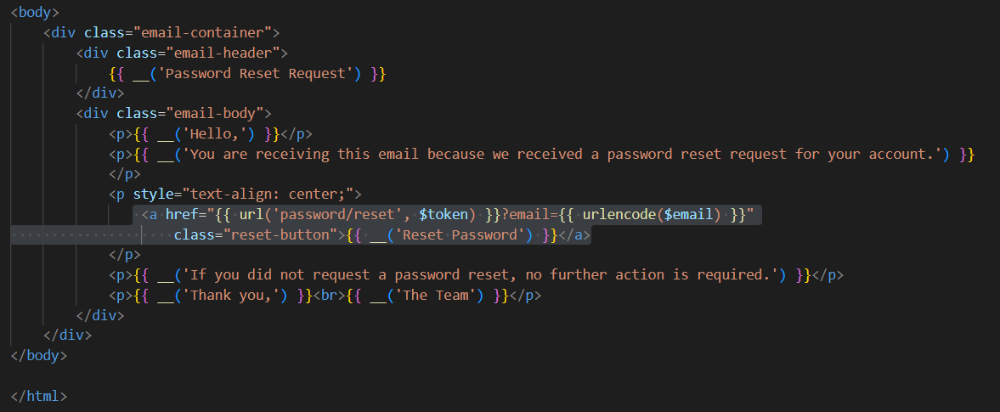 <body>
<div class="email-container">
<div class="email-header">
{{ __('Password Reset Request') }}
</div>
<div class="email-body">
<p>{{ __('Hello,') }}</p>
<p>{{ __('You are receiving this email because we received a password reset request for your account.') }}
</p>
<p style="text-align: center;">
<a href="{{ url('password/reset', $token) }}?email={{ urlencode($email) }}"
class="reset-button">{{ __('Reset Password') }}</a>
</p>
<p>{{ __('If you did not request a password reset, no further action is required.') }}</p>
<p>{{ __('Thank you,') }}<br>{{ __('The Team') }}</p>
</div>
</div>
</body>
</html>